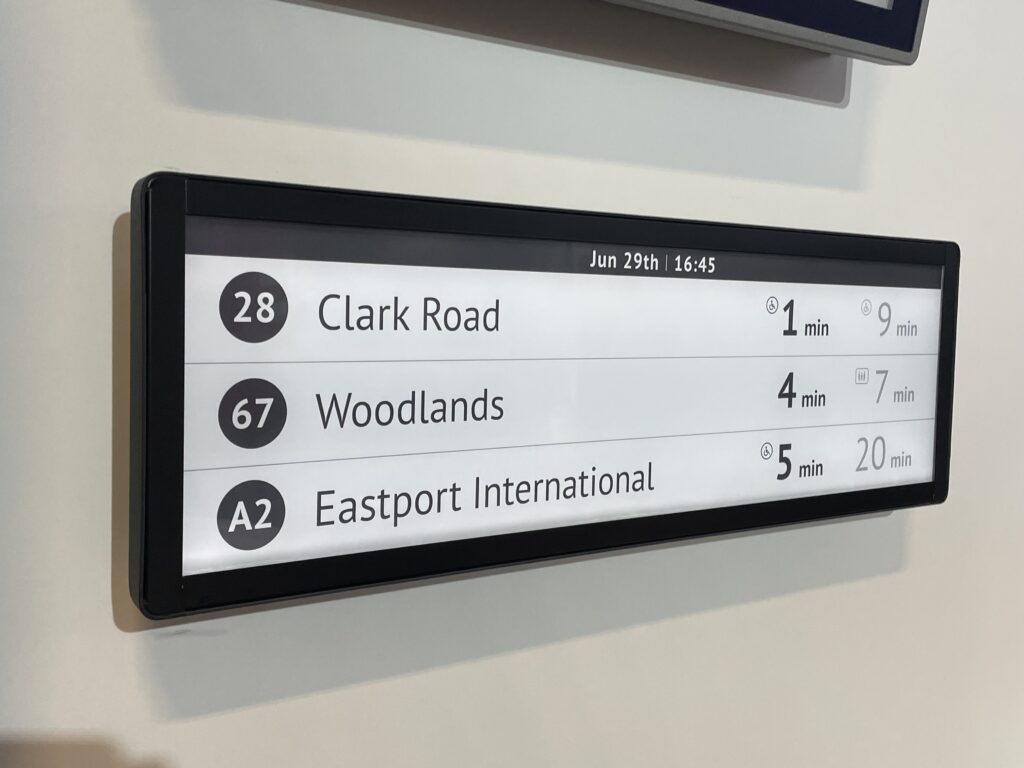 Jun 29th | 16:45
28 Clark Road 1 min 9 min
67 Woodlands 4 min 7 min
A2 Eastport International 5 min 20 min